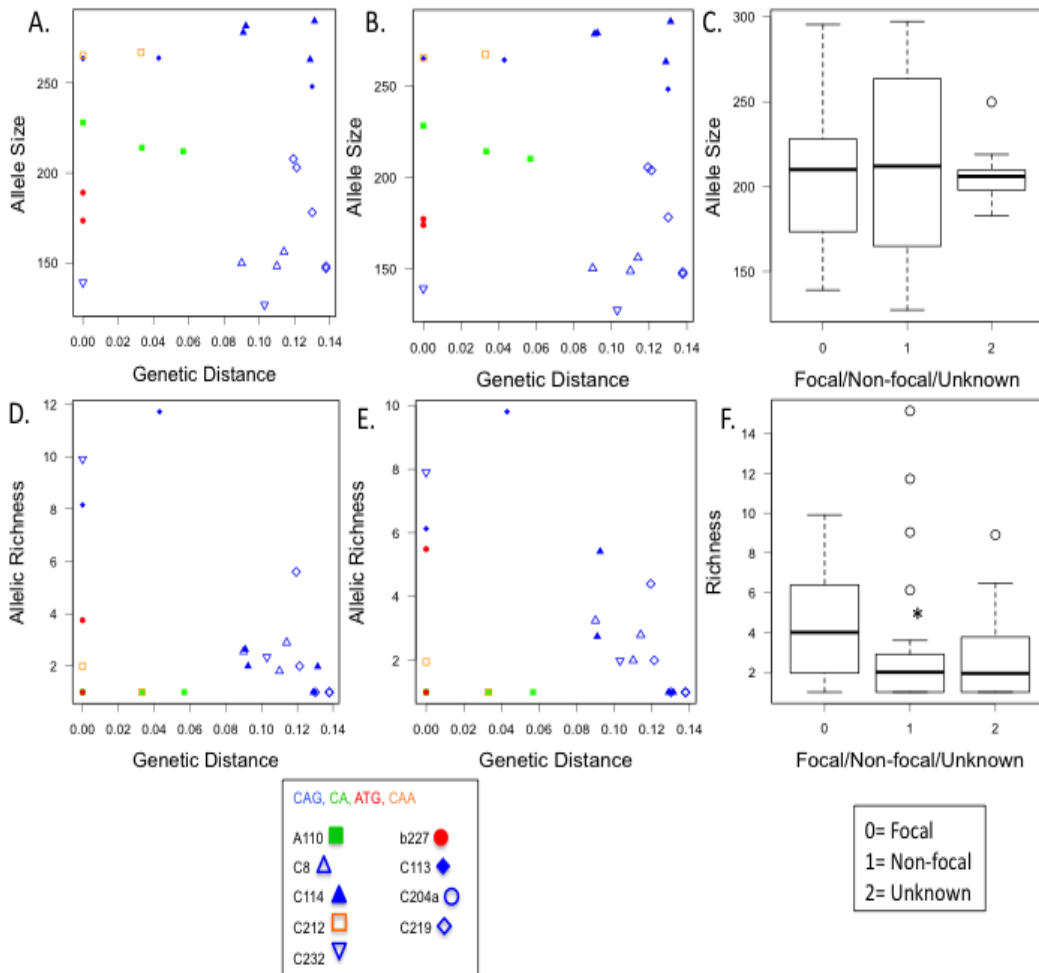 A.
Allele Size
250
200
150
0.00 0.02 0.04 0.06 0.08 0.10 0.12 0.14
Genetic Distance
B.
Allele Size
250
200
150
0.00 0.02 0.04 0.06 0.08 0.10 0.12 0.14
Genetic Distance
C.
Allele Size
300
250
200
150
0 1 2
Focal/Non-focal/Unknown
D.
Allelic Richness
12
10
8
6
4
2
0.00 0.02 0.04 0.06 0.08 0.10 0.12 0.14
Genetic Distance
E.
Allelic Richness
10
8
6
4
2
0.00 0.02 0.04 0.06 0.08 0.10 0.12 0.14
Genetic Distance
F.
Richness
14
12
10
8
6
4
2
*
0 1 2
Focal/Non-focal/Unknown
CAG, CA, ATG, CAA
A110 b227
C8 C113
C114 C204a
C212 C219
C232
0= Focal
1= Non-focal
2= Unknown